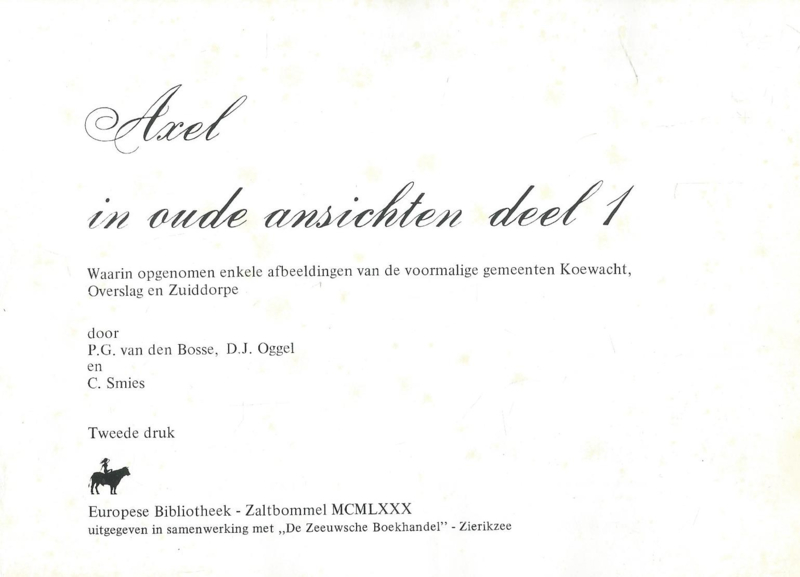 Axel
in oude ansichten deel 1
Waarin opgenomen enkele afbeeldingen van de voormalige gemeenten Koewacht,
Overslag en Zuiddorpe
door
P.G. van den Bosse, D.J. Oggel
en
C. Smies
Tweede druk
Europese Bibliotheek - Zaltbommel MCMLXXX
uitgegeven in samenwerking met ,,De Zeeuwsche Boekhandel" - Zierikzee